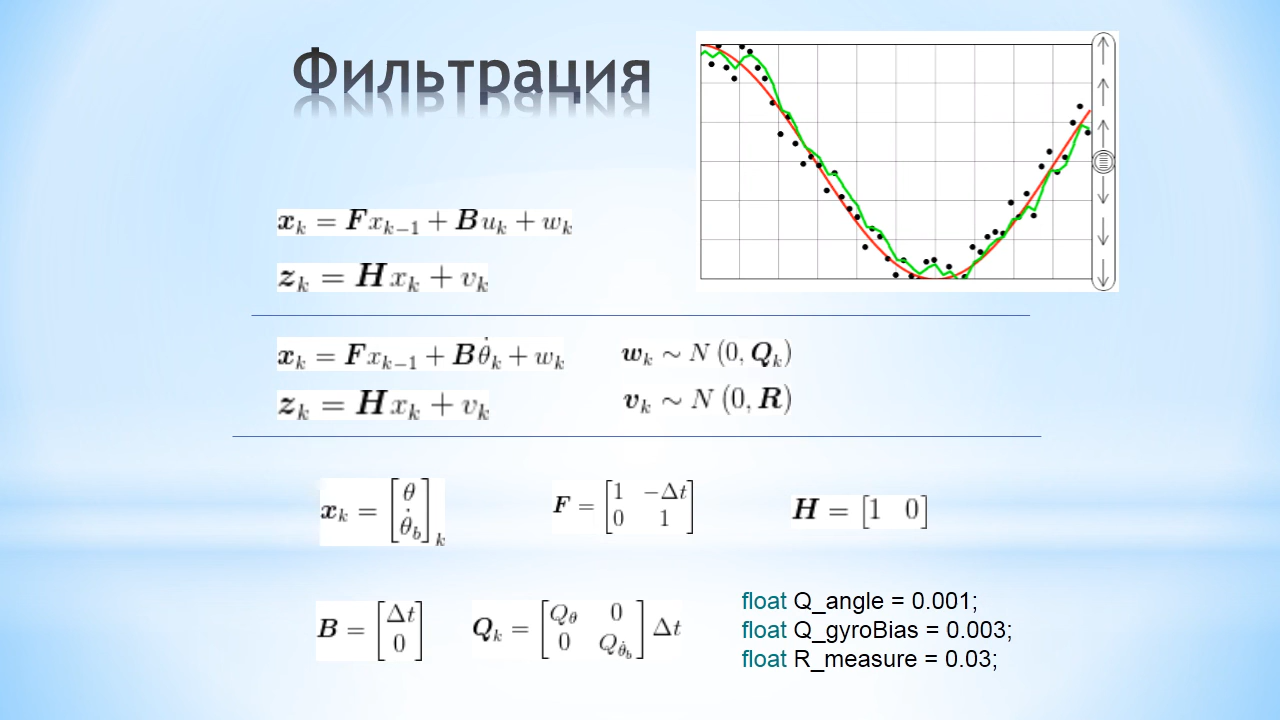 Фильтрация
x_k = F x_{k-1} + B u_k + w_k
z_k = H x_k + v_k
x_k = F x_{k-1} + B θ̇_k + w_k
w_k ~ N (0, Q_k)
z_k = H x_k + v_k
v_k ~ N (0, R)
x_k = [θ; θ̇_b]_k
F = [1 −Δt; 0 1]
H = [1 0]
B = [Δt; 0]
Q_k = [Q_θ 0; 0 Q_{θ̇_b}] Δt
float Q_angle = 0.001;
float Q_gyroBias = 0.003;
float R_measure = 0.03;